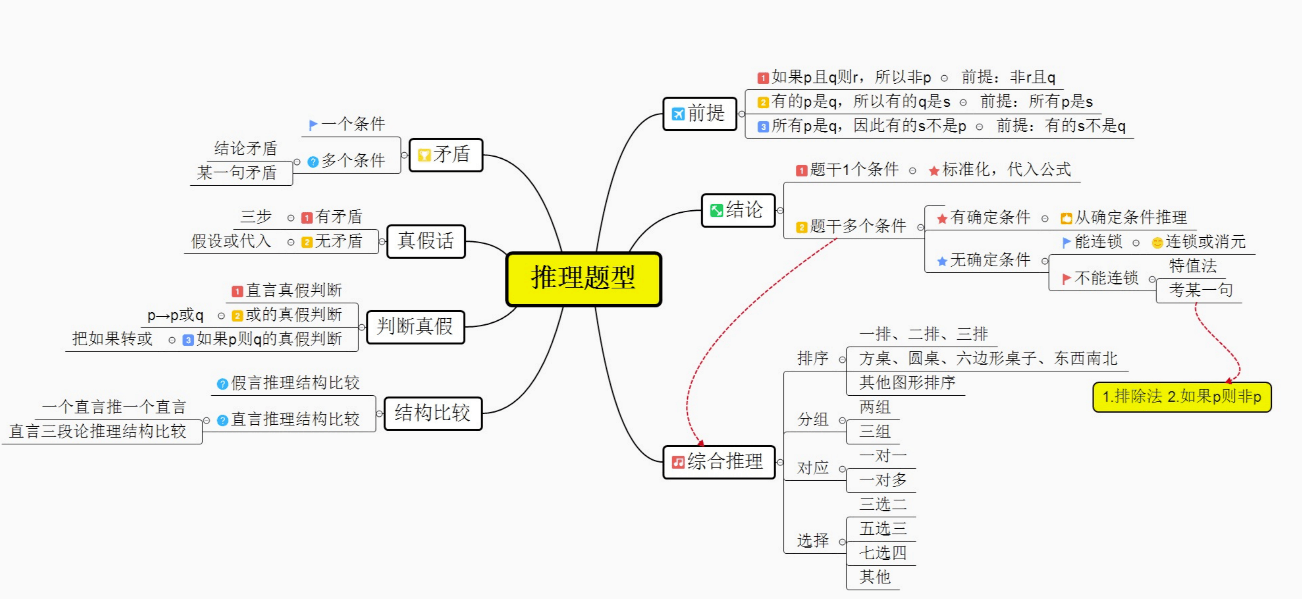 推理题型
前提
1 如果p且q则r，所以非p 前提：非r且q
2 有的p是q，所以有的q是s 前提：所有p是s
3 所有p是q，因此有的s不是p 前提：有的s不是q
结论
1 题干1个条件 标准化，代入公式
2 题干多个条件
有确定条件 从确定条件推理
无确定条件
能连锁 连锁或消元
不能连锁
特值法
考某一句
1.排除法 2.如果p则非p
综合推理
排序
一排、二排、三排
方桌、圆桌、六边形桌子、东西南北
其他图形排序
分组
两组
三组
对应
一对一
一对多
选择
三选二
五选三
七选四
其他
矛盾
一个条件
多个条件
结论矛盾
某一句矛盾
真假话
三步 1 有矛盾
假设或代入 2 无矛盾
判断真假
1 直言真假判断
p→p或q 2 或的真假判断
把如果转或 3 如果p则q的真假判断
结构比较
? 假言推理结构比较
? 直言推理结构比较
一个直言推一个直言
直言三段论推理结构比较